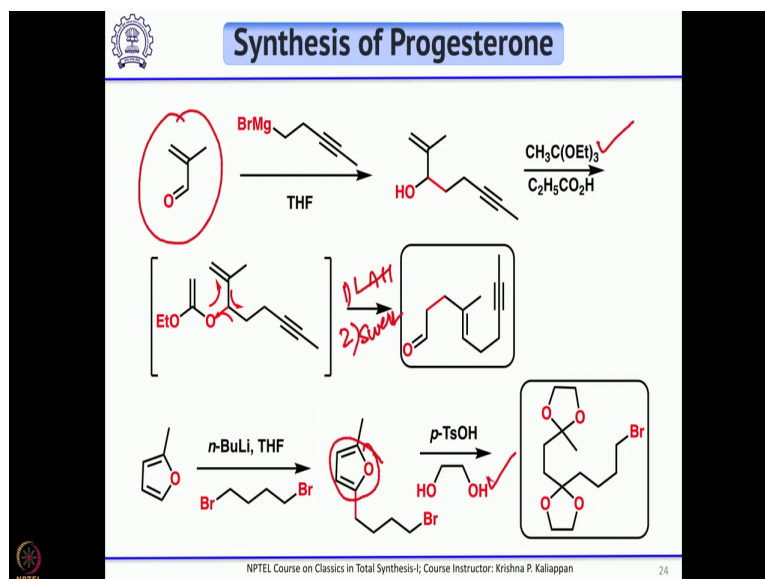 Synthesis of Progesterone
BrMg
O
THF
HO
CH3C(OEt)3
C2H5CO2H
EtO
O
1) LAH
2) Swern
O
O
n-BuLi, THF
Br
Br
O
Br
p-TsOH
HO
OH
O
O
Br
O
O
NPTEL Course on Classics in Total Synthesis-I; Course Instructor: Krishna P. Kaliappan
24
NPTEL